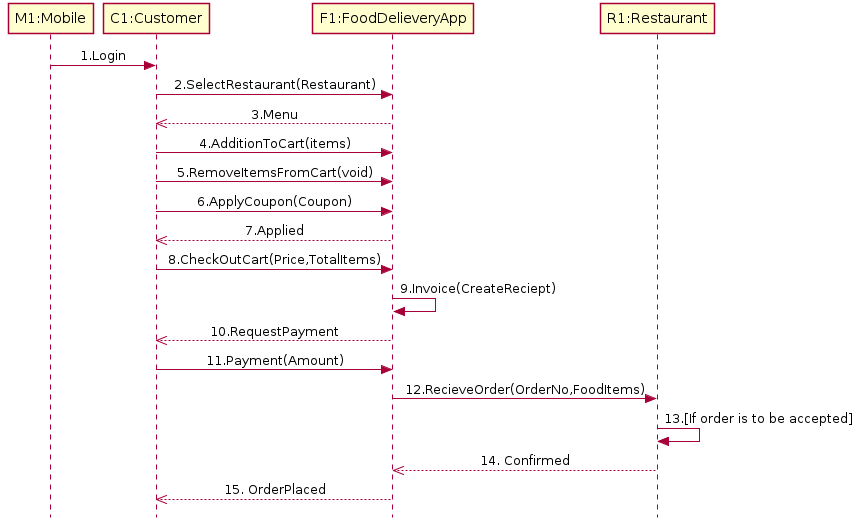 M1:Mobile C1:Customer F1:FoodDelieveryApp R1:Restaurant
1.Login
2.SelectRestaurant(Restaurant)
3.Menu
4.AdditionToCart(items)
5.RemoveItemsFromCart(void)
6.ApplyCoupon(Coupon)
7.Applied
8.CheckOutCart(Price,TotalItems)
9.Invoice(CreateReciept)
10.RequestPayment
11.Payment(Amount)
12.RecieveOrder(OrderNo,FoodItems)
13.[If order is to be accepted]
14. Confirmed
15. OrderPlaced